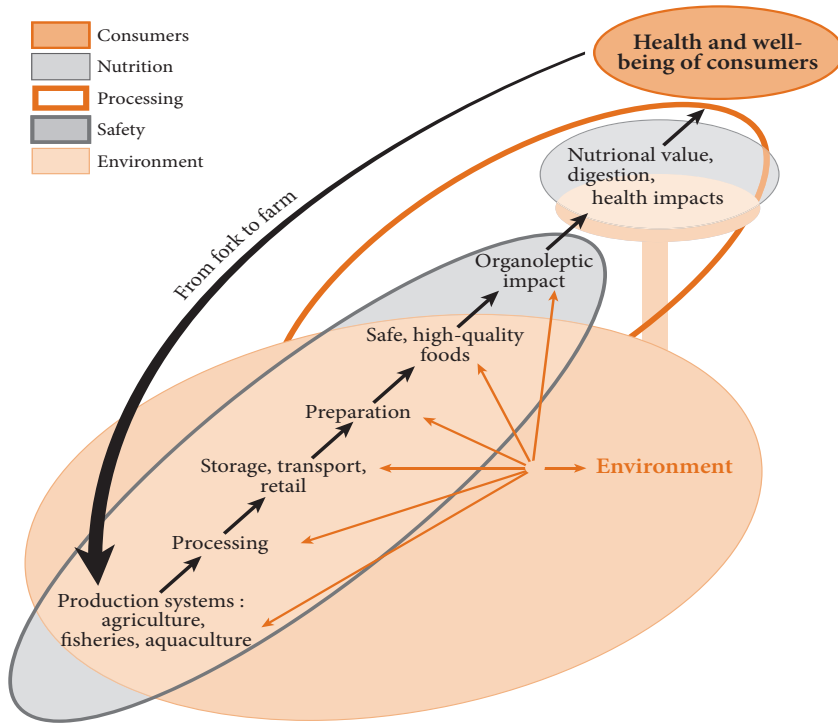 Consumers
Nutrition
Processing
Safety
Environment
Health and well-
being of consumers
From fork to farm
Nutrional value,
digestion,
health impacts
Organoleptic
impact
Safe, high-quality
foods
Preparation
Storage, transport,
retail
Environment
Processing
Production systems :
agriculture,
fisheries, aquaculture